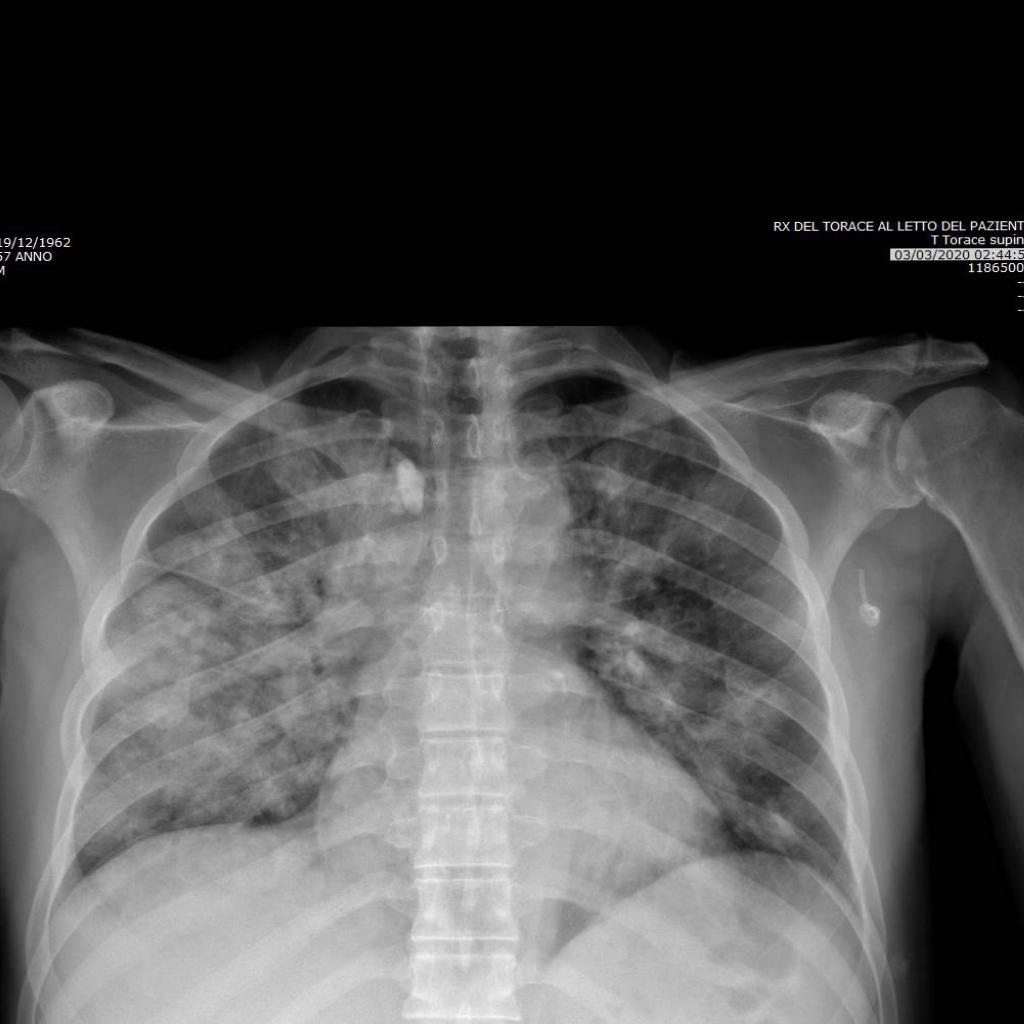 19/12/1962
57 ANNO
M
RX DEL TORACE AL LETTO DEL PAZIENT
T Torace supin
03/03/2020 02:44:5
1186500
--
--